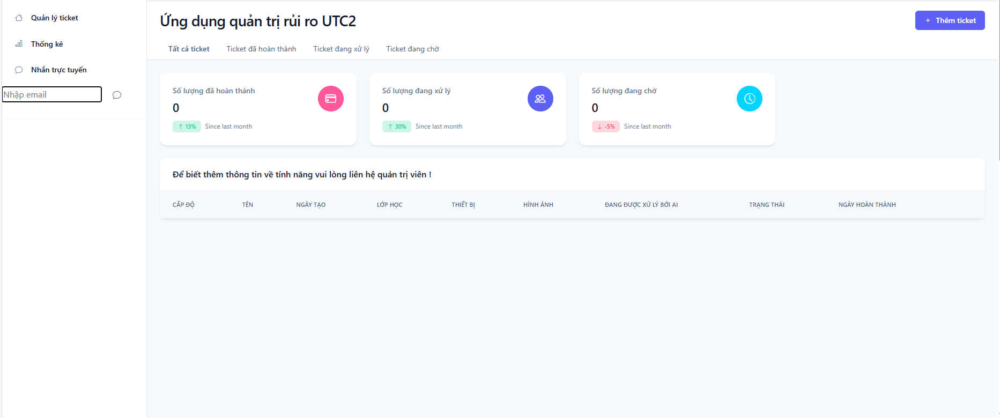 Quản lý ticket
Thống kê
Nhắn trực tuyến
Nhập email
Ứng dụng quản trị rủi ro UTC2
Thêm ticket
Tất cả ticket Ticket đã hoàn thành Ticket đang xử lý Ticket đang chờ
Số lượng đã hoàn thành
0
↑ 13% Since last month
Số lượng đang xử lý
0
↑ 30% Since last month
Số lượng đang chờ
0
↓ -5% Since last month
Để biết thêm thông tin về tính năng vui lòng liên hệ quản trị viên !
CẤP ĐỘ TÊN NGÀY TẠO LỚP HỌC THIẾT BỊ HÌNH ẢNH ĐANG ĐƯỢC XỬ LÝ BỞI AI TRẠNG THÁI NGÀY HOÀN THÀNH